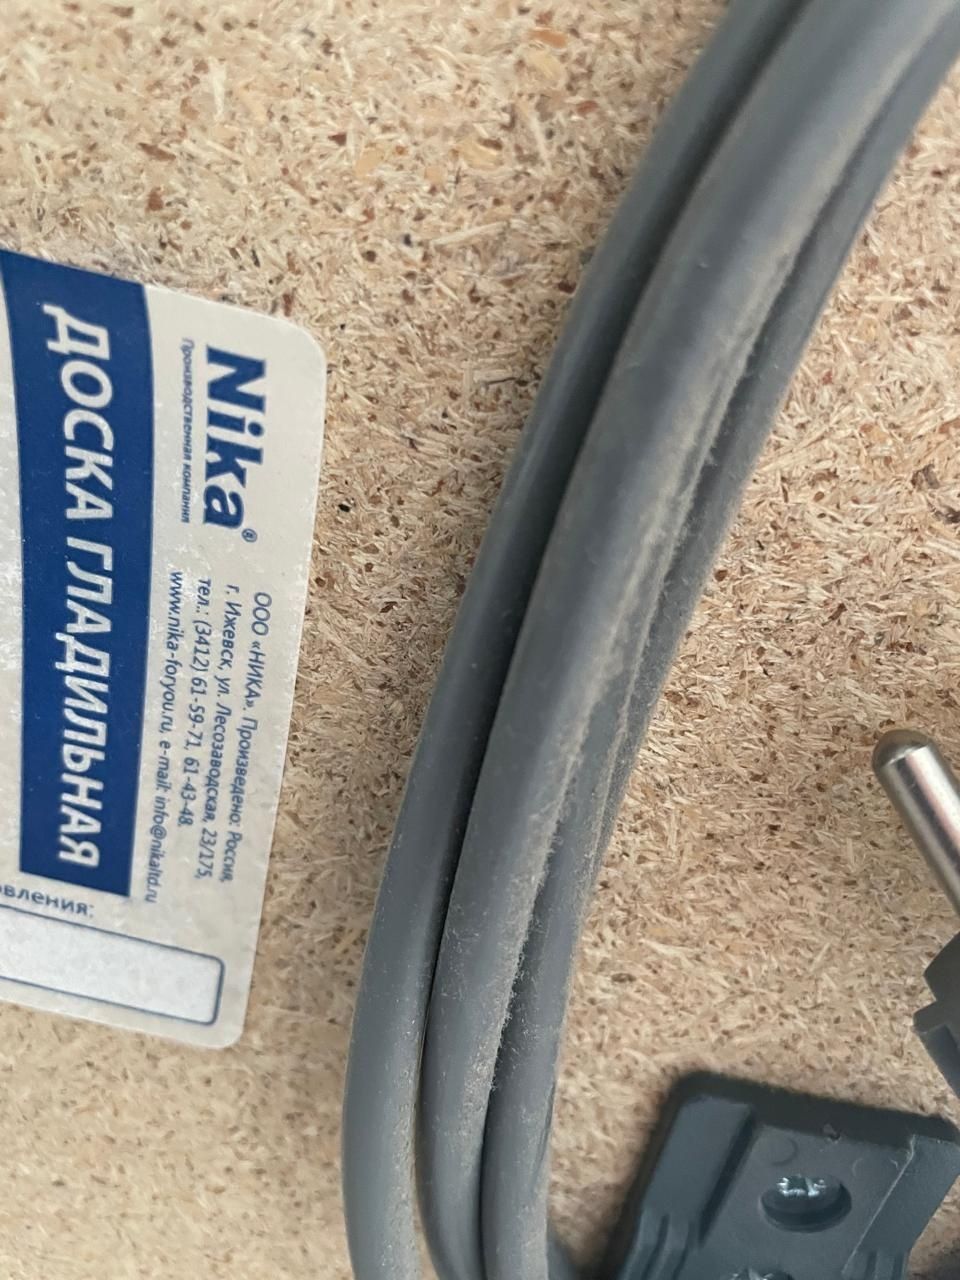 Nika®
Производственная компания
ООО «НИКА». Произведено: Россия,
г. Ижевск, ул. Лесозаводская, 23/175,
тел.: (3412) 61-59-71, 61-43-48.
www.nika-foryou.ru, e-mail: info@nikaltd.ru
ДОСКА ГЛАДИЛЬНАЯ
овления: